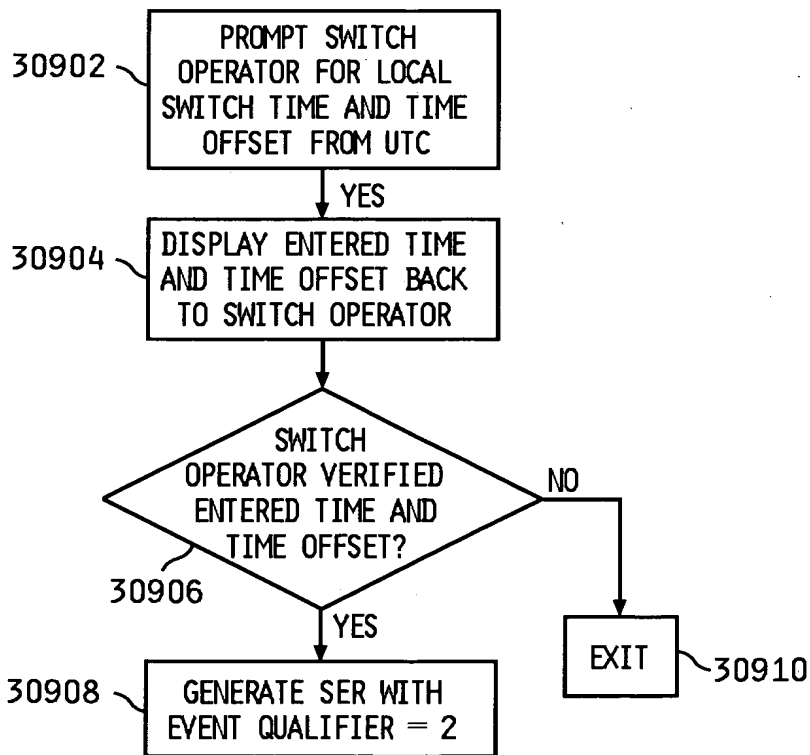 30902
PROMPT SWITCH
OPERATOR FOR LOCAL
SWITCH TIME AND TIME
OFFSET FROM UTC
YES
30904
DISPLAY ENTERED TIME
AND TIME OFFSET BACK
TO SWITCH OPERATOR
SWITCH
OPERATOR VERIFIED
ENTERED TIME AND
TIME OFFSET?
NO
30906
YES
EXIT
30910
30908
GENERATE SER WITH
EVENT QUALIFIER = 2